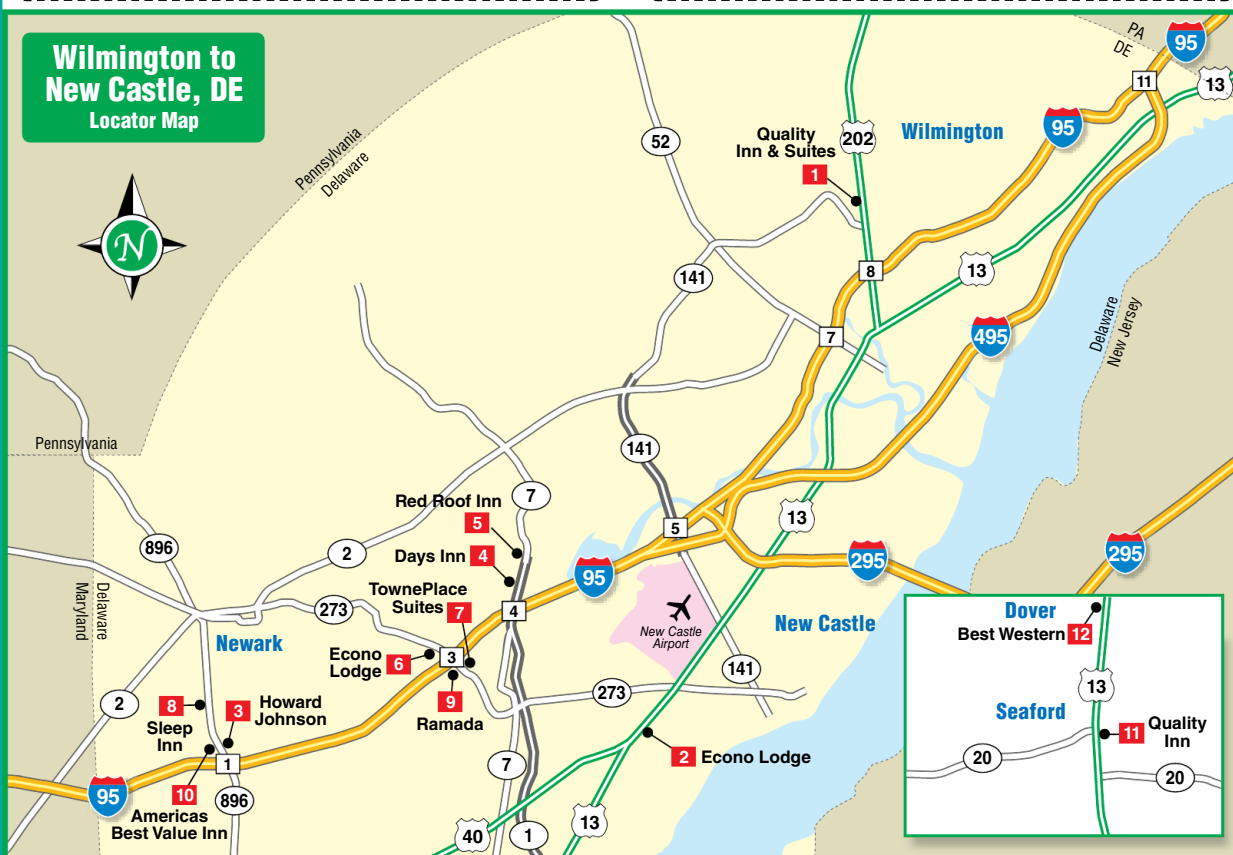 Wilmington to
New Castle, DE
Locator Map
N
Pennsylvania
Delaware
PA
DE
95
11
13
52
Quality
Inn & Suites
1
202
Wilmington
95
141
8
13
7
495
Delaware
New Jersey
Pennsylvania
141
Red Roof Inn
5
7
896
2
Days Inn
4
5
13
95
295
295
Maryland
Delaware
273
TownePlace
Suites
7
4
New Castle
Airport
New Castle
Newark
Econo
Lodge
6
3
9
Ramada
273
141
2
8
Sleep
Inn
3
Howard
Johnson
1
2
Econo Lodge
95
10
Americas
Best Value Inn
896
7
40
1
13
Dover
Best Western
12
13
Seaford
11
Quality
Inn
20
20